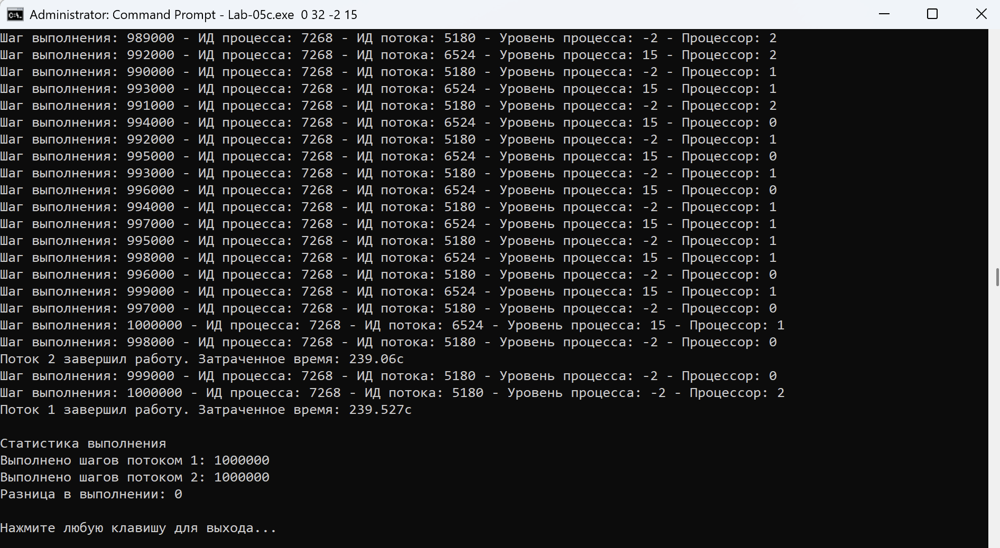 Administrator: Command Prompt - Lab-05c.exe  0 32 -2 15
Шаг выполнения: 989000 - ИД процесса: 7268 - ИД потока: 5180 - Уровень процесса: -2 - Процессор: 2
Шаг выполнения: 992000 - ИД процесса: 7268 - ИД потока: 6524 - Уровень процесса: 15 - Процессор: 2
Шаг выполнения: 990000 - ИД процесса: 7268 - ИД потока: 5180 - Уровень процесса: -2 - Процессор: 1
Шаг выполнения: 993000 - ИД процесса: 7268 - ИД потока: 6524 - Уровень процесса: 15 - Процессор: 1
Шаг выполнения: 991000 - ИД процесса: 7268 - ИД потока: 5180 - Уровень процесса: -2 - Процессор: 2
Шаг выполнения: 994000 - ИД процесса: 7268 - ИД потока: 6524 - Уровень процесса: 15 - Процессор: 0
Шаг выполнения: 992000 - ИД процесса: 7268 - ИД потока: 5180 - Уровень процесса: -2 - Процессор: 1
Шаг выполнения: 995000 - ИД процесса: 7268 - ИД потока: 6524 - Уровень процесса: 15 - Процессор: 0
Шаг выполнения: 993000 - ИД процесса: 7268 - ИД потока: 5180 - Уровень процесса: -2 - Процессор: 1
Шаг выполнения: 996000 - ИД процесса: 7268 - ИД потока: 6524 - Уровень процесса: 15 - Процессор: 0
Шаг выполнения: 994000 - ИД процесса: 7268 - ИД потока: 5180 - Уровень процесса: -2 - Процессор: 1
Шаг выполнения: 997000 - ИД процесса: 7268 - ИД потока: 6524 - Уровень процесса: 15 - Процессор: 1
Шаг выполнения: 995000 - ИД процесса: 7268 - ИД потока: 5180 - Уровень процесса: -2 - Процессор: 1
Шаг выполнения: 998000 - ИД процесса: 7268 - ИД потока: 6524 - Уровень процесса: 15 - Процессор: 1
Шаг выполнения: 996000 - ИД процесса: 7268 - ИД потока: 5180 - Уровень процесса: -2 - Процессор: 0
Шаг выполнения: 999000 - ИД процесса: 7268 - ИД потока: 6524 - Уровень процесса: 15 - Процессор: 1
Шаг выполнения: 997000 - ИД процесса: 7268 - ИД потока: 5180 - Уровень процесса: -2 - Процессор: 0
Шаг выполнения: 1000000 - ИД процесса: 7268 - ИД потока: 6524 - Уровень процесса: 15 - Процессор: 1
Шаг выполнения: 998000 - ИД процесса: 7268 - ИД потока: 5180 - Уровень процесса: -2 - Процессор: 0
Поток 2 завершил работу. Затраченное время: 239.06с
Шаг выполнения: 999000 - ИД процесса: 7268 - ИД потока: 5180 - Уровень процесса: -2 - Процессор: 0
Шаг выполнения: 1000000 - ИД процесса: 7268 - ИД потока: 5180 - Уровень процесса: -2 - Процессор: 2
Поток 1 завершил работу. Затраченное время: 239.527с
Статистика выполнения
Выполнено шагов потоком 1: 1000000
Выполнено шагов потоком 2: 1000000
Разница в выполнении: 0
Нажмите любую клавишу для выхода...